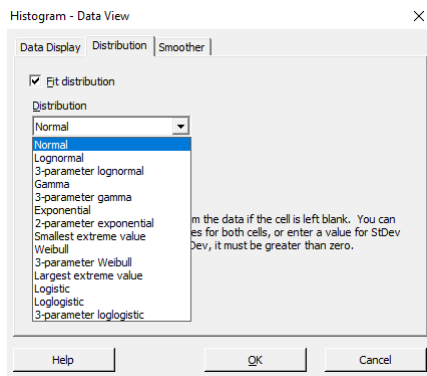 Histogram - Data View
Data Display Distribution Smoother
Fit distribution
Distribution
Normal
Normal
Lognormal
3-parameter lognormal
Gamma
3-parameter gamma
Exponential
2-parameter exponential
Smallest extreme value
Weibull
3-parameter Weibull
Largest extreme value
Logistic
Loglogistic
3-parameter loglogistic
m the data if the cell is left blank. You can
es for both cells, or enter a value for StDev
Dev, it must be greater than zero.
Help OK Cancel